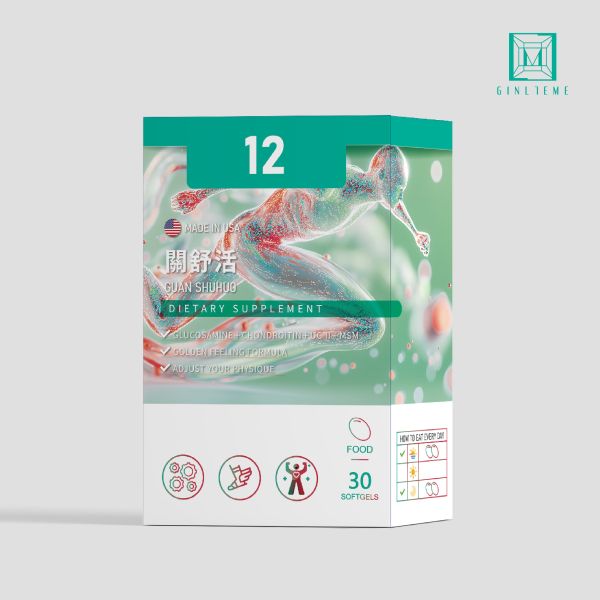 GINLIEME
12
MADE IN USA
關舒活
GUAN SHUHUO
DIETARY SUPPLEMENT
GLUCOSAMINE+CHONDROITIN+UC II+MSM
GOLDEN FEELING FORMULA
ADJUST YOUR PHYSIQUE
FOOD
30
SOFTGELS
HOW TO EAT EVERY DAY